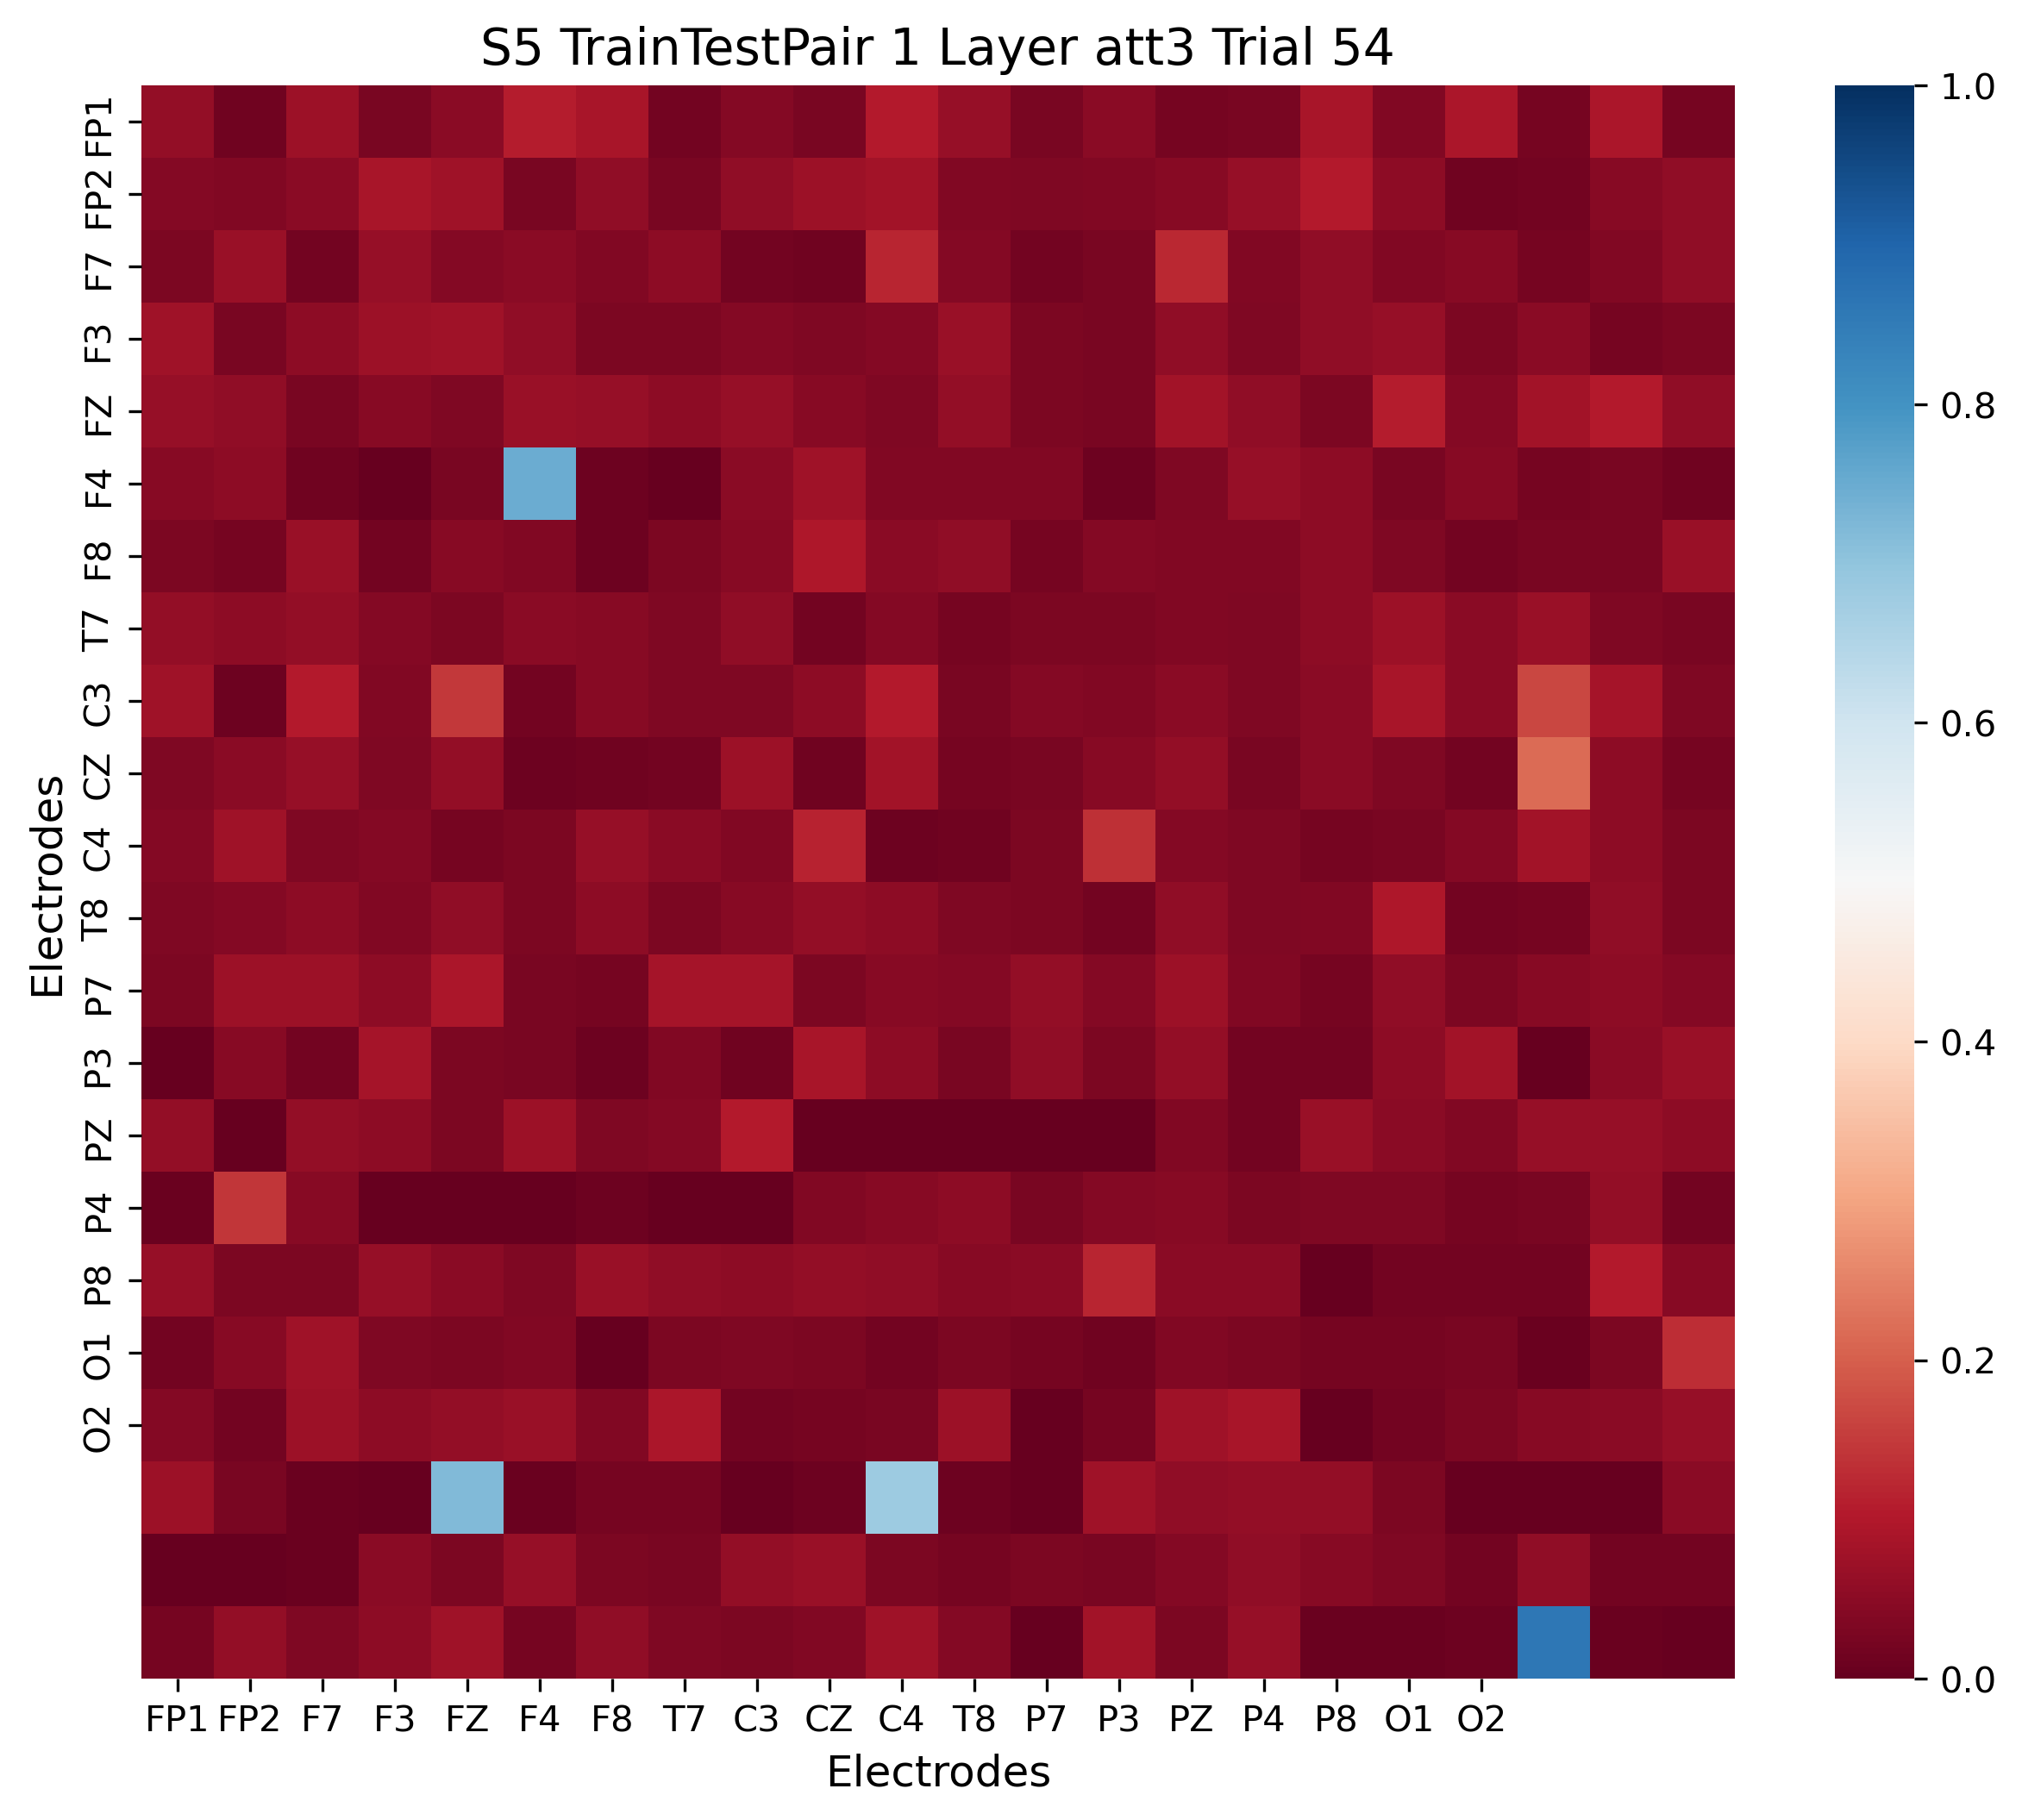 S5 TrainTestPair 1 Layer att3 Trial 54
Electrodes
FP1
FP2
F7
F3
FZ
F4
F8
T7
C3
CZ
C4
T8
P7
P3
PZ
P4
P8
O1
O2
1.0
0.8
0.6
0.4
0.2
0.0
FP1 FP2 F7 F3 FZ F4 F8 T7 C3 CZ C4 T8 P7 P3 PZ P4 P8 O1 O2
Electrodes